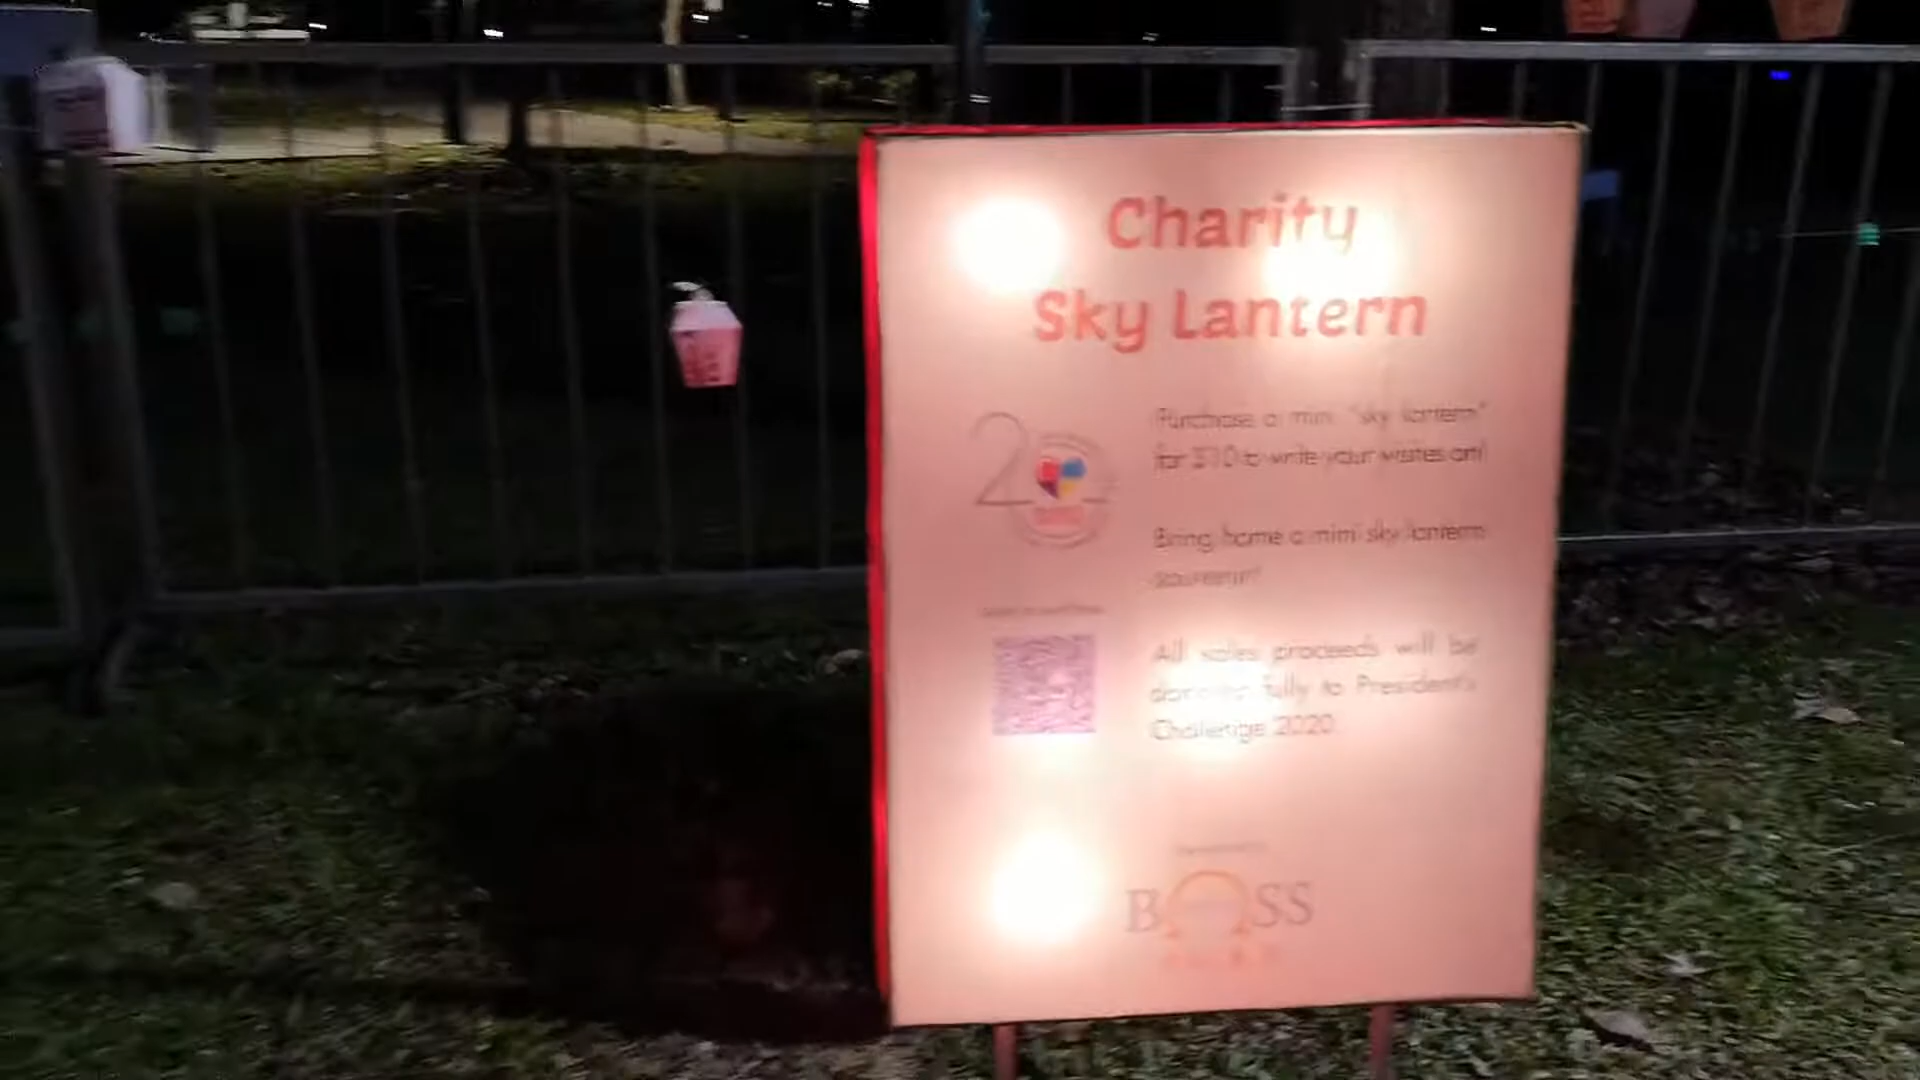 Charity
Sky Lantern
Purchase a mini "sky lantern"
for $10 to write your wishes on!
Bring home a mini sky lantern
souvenir!
All sales proceeds will be
donated fully to President's
Challenge 2020.
20
BOSS